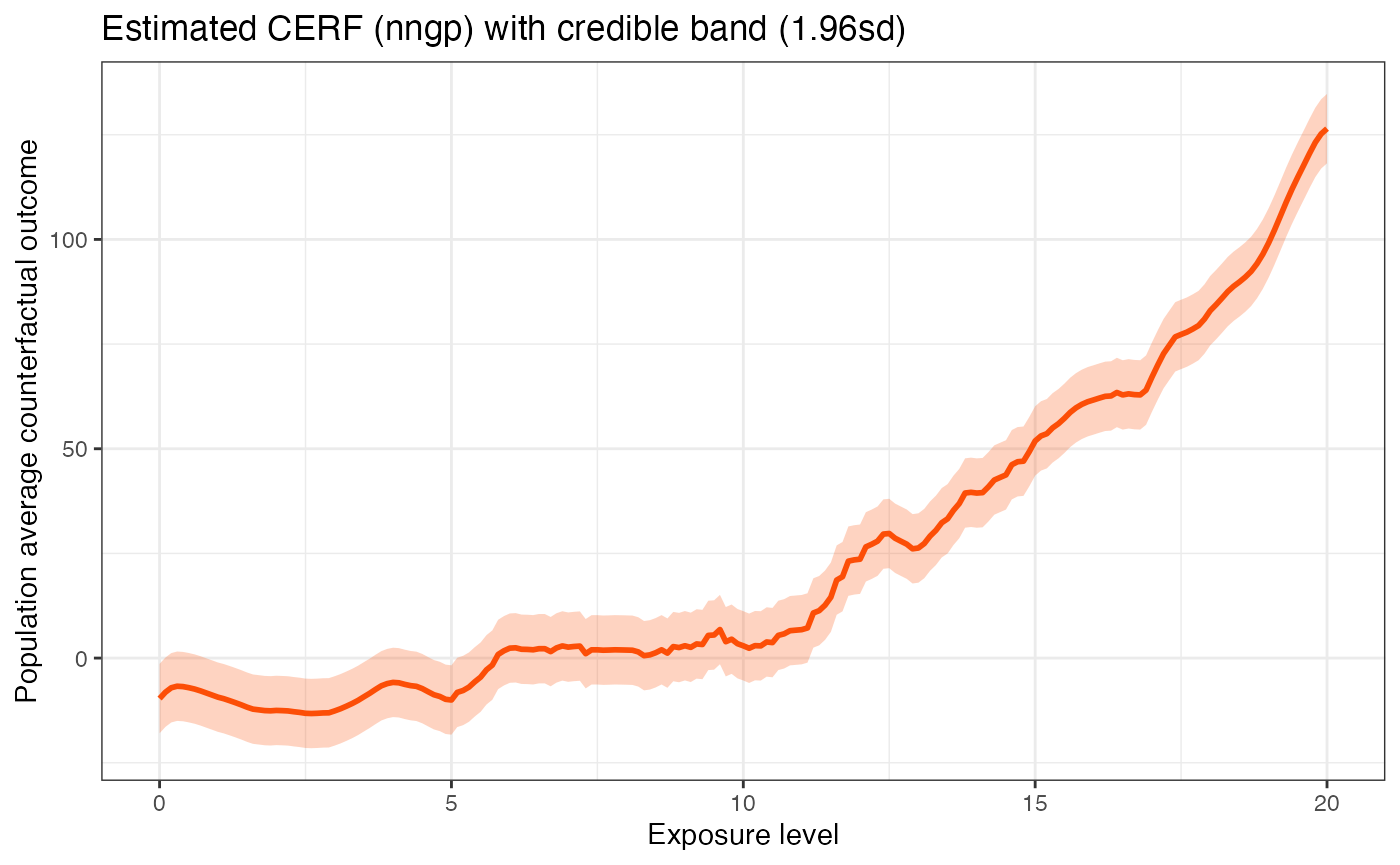 Estimated CERF (nngp) with credible band (1.96sd)
Population average counterfactual outcome
100
50
0
0 5 10 15 20
Exposure level